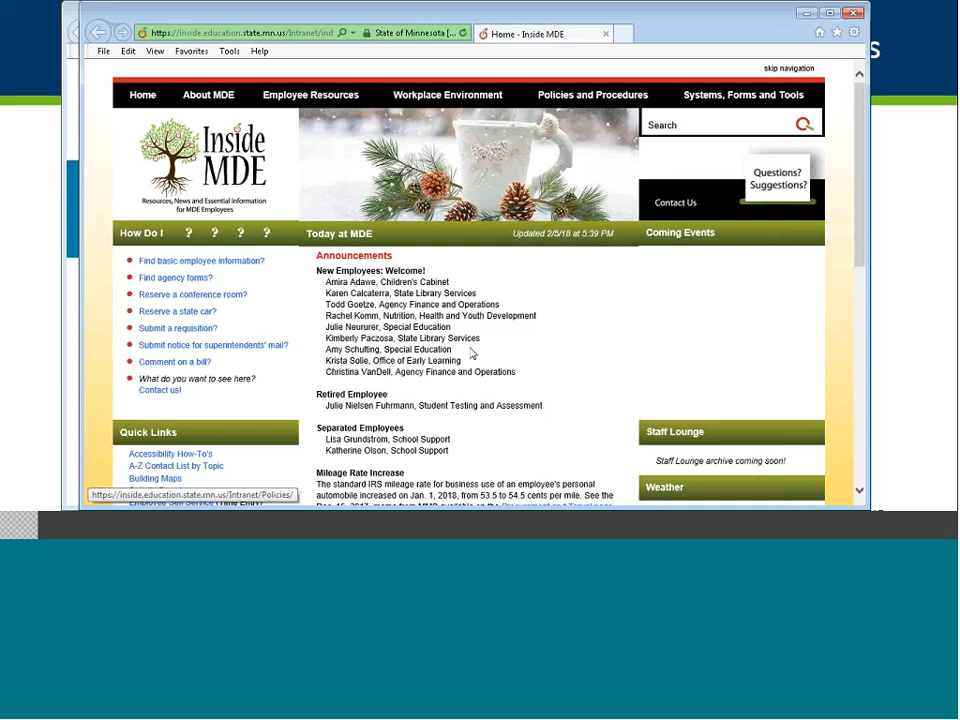 https://inside.education.state.mn.us/Intranet/ind
State of Minnesota [...
Home - Inside MDE
File Edit View Favorites Tools Help
skip navigation
Home About MDE Employee Resources Workplace Environment Policies and Procedures Systems, Forms and Tools
Inside
MDE
Resources, News and Essential Information
for MDE Employees
Search
Questions?
Suggestions?
Contact Us
How Do I ? ? ? ?
Find basic employee information?
Find agency forms?
Reserve a conference room?
Reserve a state car?
Submit a requisition?
Submit notice for superintendents' mail?
Comment on a bill?
What do you want to see here?
Contact us!
Quick Links
Accessibility How-To's
A-Z Contact List by Topic
Building Maps
https://inside.education.state.mn.us/Intranet/Policies/
Today at MDE
Updated 2/5/18 at 5:39 PM
Announcements
New Employees: Welcome!
Amira Adawe, Children's Cabinet
Karen Calcaterra, State Library Services
Todd Goetze, Agency Finance and Operations
Rachel Komm, Nutrition, Health and Youth Development
Julie Neururer, Special Education
Kimberly Paczosa, State Library Services
Amy Schulting, Special Education
Krista Solie, Office of Early Learning
Christina VanDell, Agency Finance and Operations
Retired Employee
Julie Nielsen Fuhrmann, Student Testing and Assessment
Separated Employees
Lisa Grundstrom, School Support
Katherine Olson, School Support
Mileage Rate Increase
The standard IRS mileage rate for business use of an employee's personal
automobile increased on Jan. 1, 2018, from 53.5 to 54.5 cents per mile. See the
Coming Events
Staff Lounge
Staff Lounge archive coming soon!
Weather
S